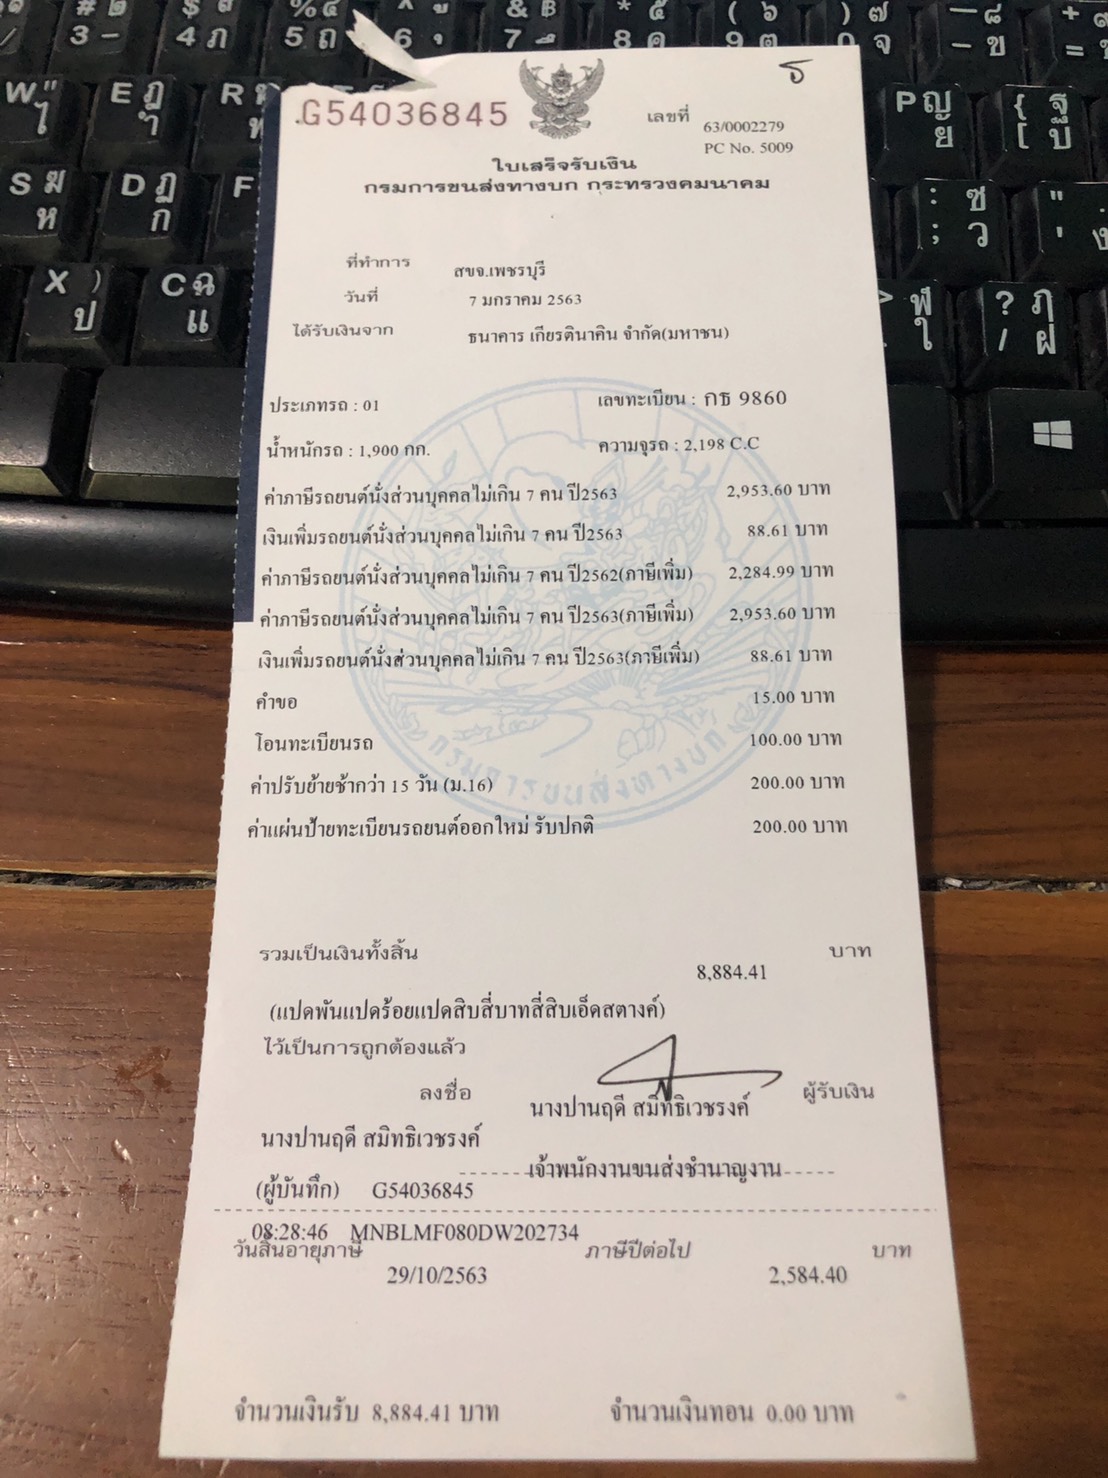 G54036845
เลขที่ 63/0002279
PC No. 5009
ใบเสร็จรับเงิน
กรมการขนส่งทางบก กระทรวงคมนาคม
ที่ทำการ สขจ.เพชรบุรี
วันที่ 7 มกราคม 2563
ได้รับเงินจาก ธนาคาร เกียรตินาคิน จำกัด(มหาชน)
ประเภทรถ : 01 เลขทะเบียน : กธ 9860
น้ำหนักรถ : 1,900 กก. ความจุรถ : 2,198 C.C
ค่าภาษีรถยนต์นั่งส่วนบุคคลไม่เกิน 7 คน ปี2563 2,953.60 บาท
เงินเพิ่มรถยนต์นั่งส่วนบุคคลไม่เกิน 7 คน ปี2563 88.61 บาท
ค่าภาษีรถยนต์นั่งส่วนบุคคลไม่เกิน 7 คน ปี2562(ภาษีเพิ่ม) 2,284.99 บาท
ค่าภาษีรถยนต์นั่งส่วนบุคคลไม่เกิน 7 คน ปี2563(ภาษีเพิ่ม) 2,953.60 บาท
เงินเพิ่มรถยนต์นั่งส่วนบุคคลไม่เกิน 7 คน ปี2563(ภาษีเพิ่ม) 88.61 บาท
คำขอ 15.00 บาท
โอนทะเบียนรถ 100.00 บาท
ค่าปรับย้ายช้ากว่า 15 วัน (ม.16) 200.00 บาท
ค่าแผ่นป้ายทะเบียนรถยนต์ออกใหม่ รับปกติ 200.00 บาท
กรมการขนส่งทางบก
รวมเป็นเงินทั้งสิ้น 8,884.41 บาท
(แปดพันแปดร้อยแปดสิบสี่บาทสี่สิบเอ็ดสตางค์)
ไว้เป็นการถูกต้องแล้ว
ลงชื่อ นางปานฤดี สมิทธิเวชรงค์ ผู้รับเงิน
นางปานฤดี สมิทธิเวชรงค์
เจ้าพนักงานขนส่งชำนาญงาน
(ผู้บันทึก) G54036845
08:28:46 MNBLMF080DW202734
วันสิ้นอายุภาษี ภาษีปีต่อไป บาท
29/10/2563 2,584.40
จำนวนเงินรับ 8,884.41 บาท จำนวนเงินทอน 0.00 บาท